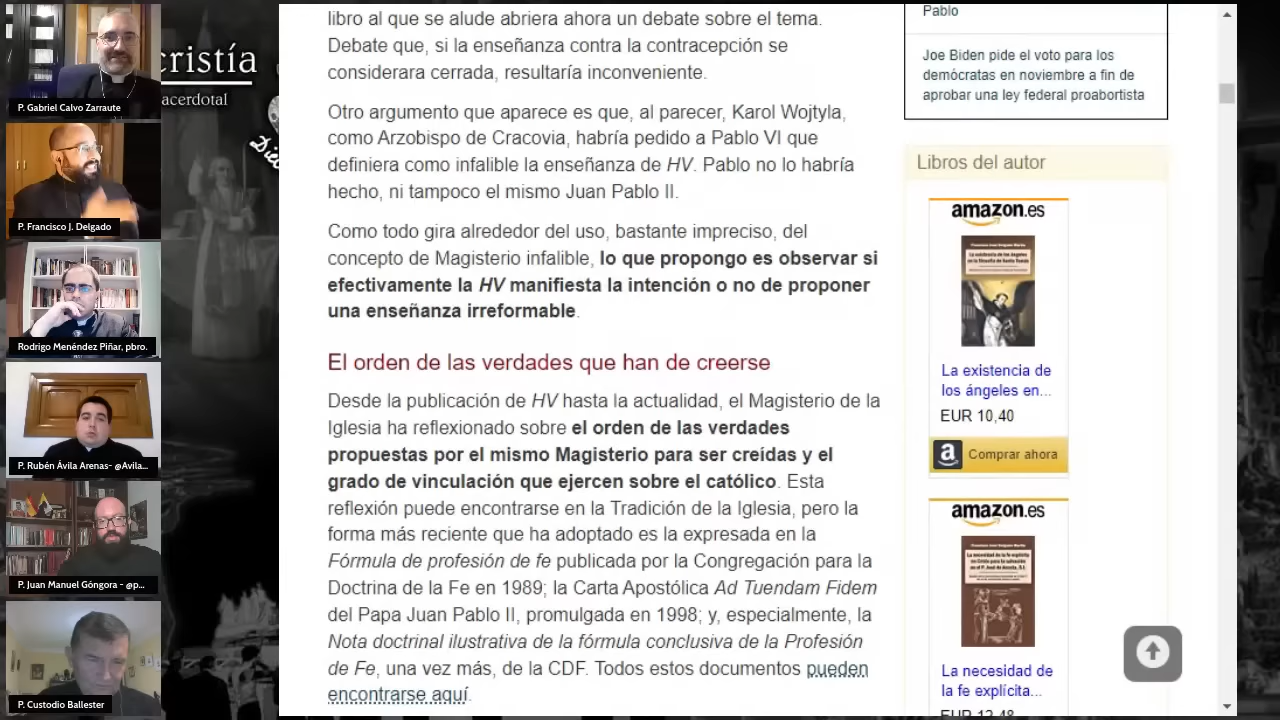 cristía
acerdotal
P. Gabriel Calvo Zarraute
P. Francisco J. Delgado
Rodrigo Menéndez Piñar, pbro.
P. Rubén Ávila Arenas- @Avila...
P. Juan Manuel Góngora - @p...
P. Custodio Ballester
libro al que se alude abriera ahora un debate sobre el tema.
Debate que, si la enseñanza contra la contracepción se
considerara cerrada, resultaría inconveniente.
Otro argumento que aparece es que, al parecer, Karol Wojtyla,
como Arzobispo de Cracovia, habría pedido a Pablo VI que
definiera como infalible la enseñanza de HV. Pablo no lo habría
hecho, ni tampoco el mismo Juan Pablo II.
Como todo gira alrededor del uso, bastante impreciso, del
concepto de Magisterio infalible, lo que propongo es observar si
efectivamente la HV manifiesta la intención o no de proponer
una enseñanza irreformable.
El orden de las verdades que han de creerse
Desde la publicación de HV hasta la actualidad, el Magisterio de la
Iglesia ha reflexionado sobre el orden de las verdades
propuestas por el mismo Magisterio para ser creídas y el
grado de vinculación que ejercen sobre el católico. Esta
reflexión puede encontrarse en la Tradición de la Iglesia, pero la
forma más reciente que ha adoptado es la expresada en la
Fórmula de profesión de fe publicada por la Congregación para la
Doctrina de la Fe en 1989; la Carta Apostólica Ad Tuendam Fidem
del Papa Juan Pablo II, promulgada en 1998; y, especialmente, la
Nota doctrinal ilustrativa de la fórmula conclusiva de la Profesión
de Fe, una vez más, de la CDF. Todos estos documentos pueden
encontrarse aquí.
Pablo
Joe Biden pide el voto para los
demócratas en noviembre a fin de
aprobar una ley federal proabortista
Libros del autor
amazon.es
La existencia de
los ángeles en...
EUR 10,40
Comprar ahora
amazon.es
La necesidad de
la fe explícita...
EUR 12,48